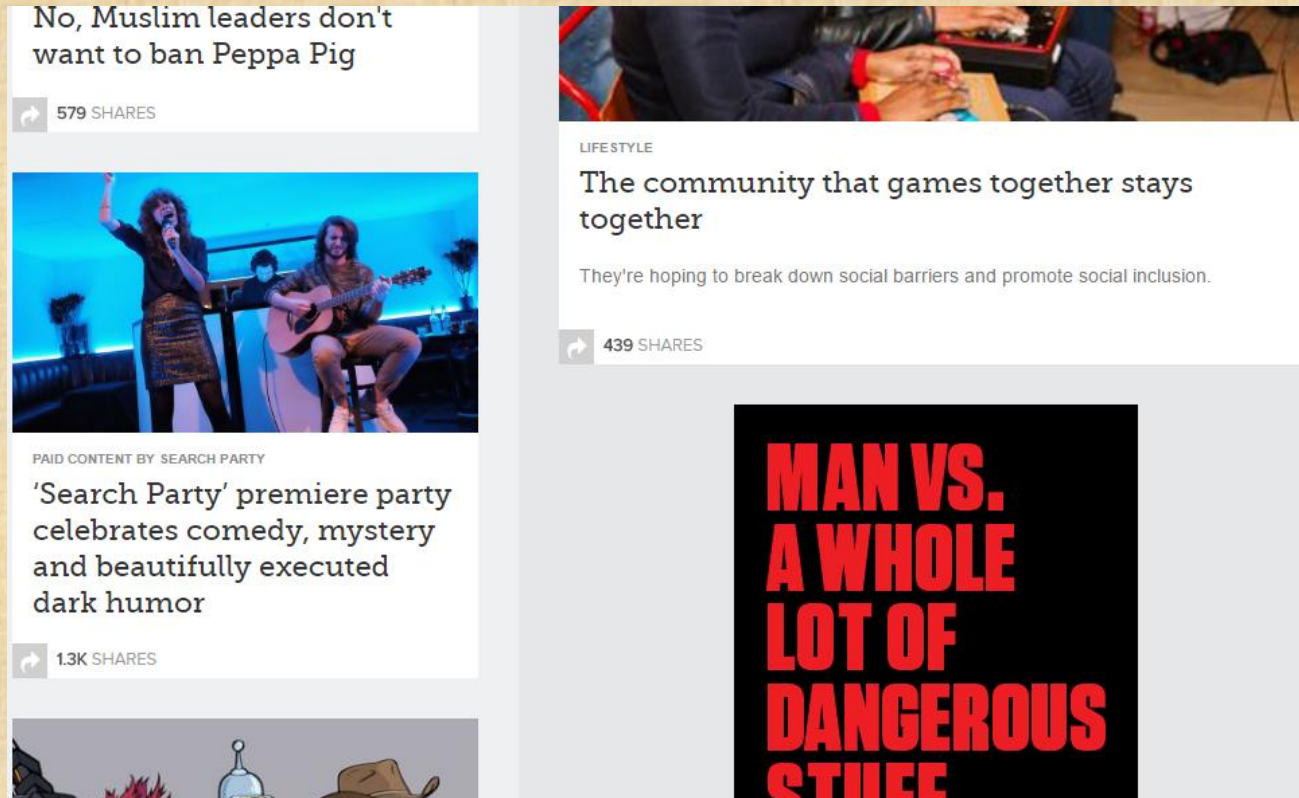 No, Muslim leaders don't
want to ban Peppa Pig
579 SHARES
PAID CONTENT BY SEARCH PARTY
‘Search Party’ premiere party
celebrates comedy, mystery
and beautifully executed
dark humor
1.3K SHARES
LIFESTYLE
The community that games together stays
together
They're hoping to break down social barriers and promote social inclusion.
439 SHARES
MAN VS.
A WHOLE
LOT OF
DANGEROUS
STUFF